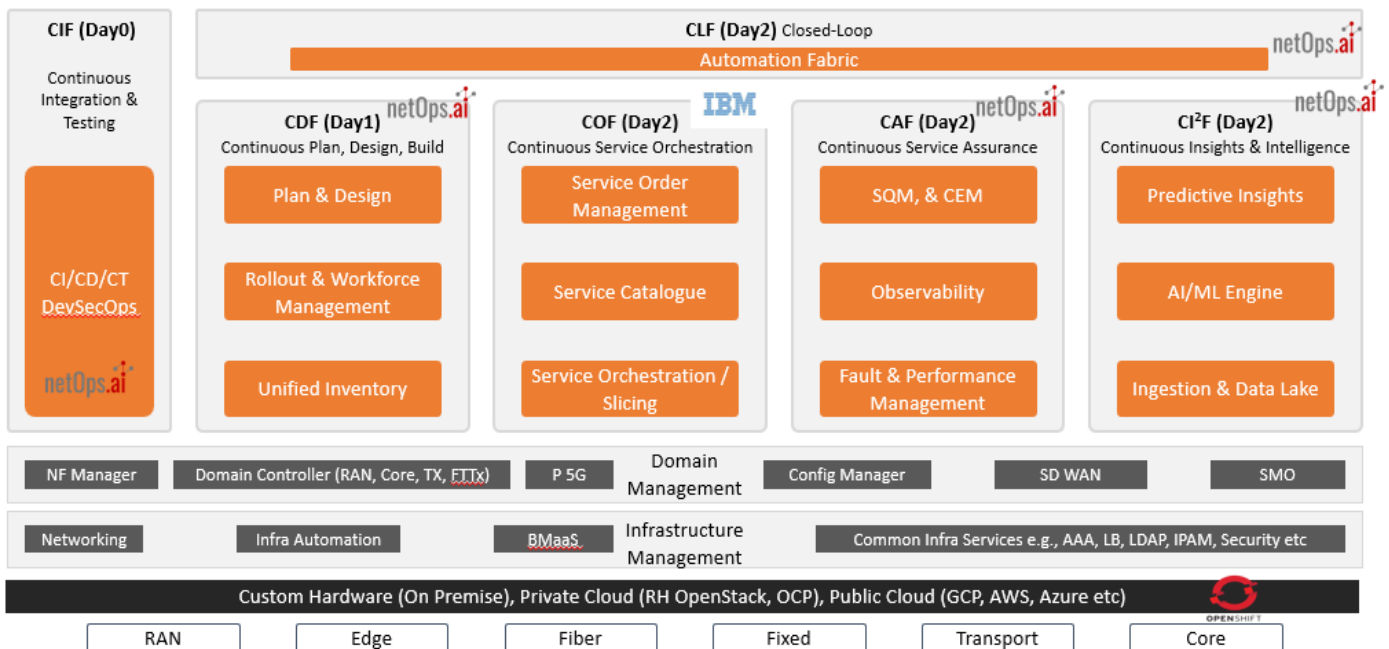 CIF (Day0)
Continuous
Integration &
Testing
CI/CD/CT
DevSecOps
netOps.ai
CLF (Day2) Closed-Loop
Automation Fabric
netOps.ai
CDF (Day1)
netOps.ai
Continuous Plan, Design, Build
Plan & Design
Rollout & Workforce
Management
Unified Inventory
IBM
COF (Day2)
Continuous Service Orchestration
Service Order
Management
Service Catalogue
Service Orchestration /
Slicing
CAF (Day2)
netOps.ai
Continuous Service Assurance
SQM, & CEM
Observability
Fault & Performance
Management
netOps.ai
CI²F (Day2)
Continuous Insights & Intelligence
Predictive Insights
AI/ML Engine
Ingestion & Data Lake
Domain
Management
NF Manager
Domain Controller (RAN, Core, TX, FTTx)
P 5G
Config Manager
SD WAN
SMO
Infrastructure
Management
Networking
Infra Automation
BMaaS
Common Infra Services e.g., AAA, LB, LDAP, IPAM, Security etc
Custom Hardware (On Premise), Private Cloud (RH OpenStack, OCP), Public Cloud (GCP, AWS, Azure etc)
OPENSHIFT
RAN
Edge
Fiber
Fixed
Transport
Core